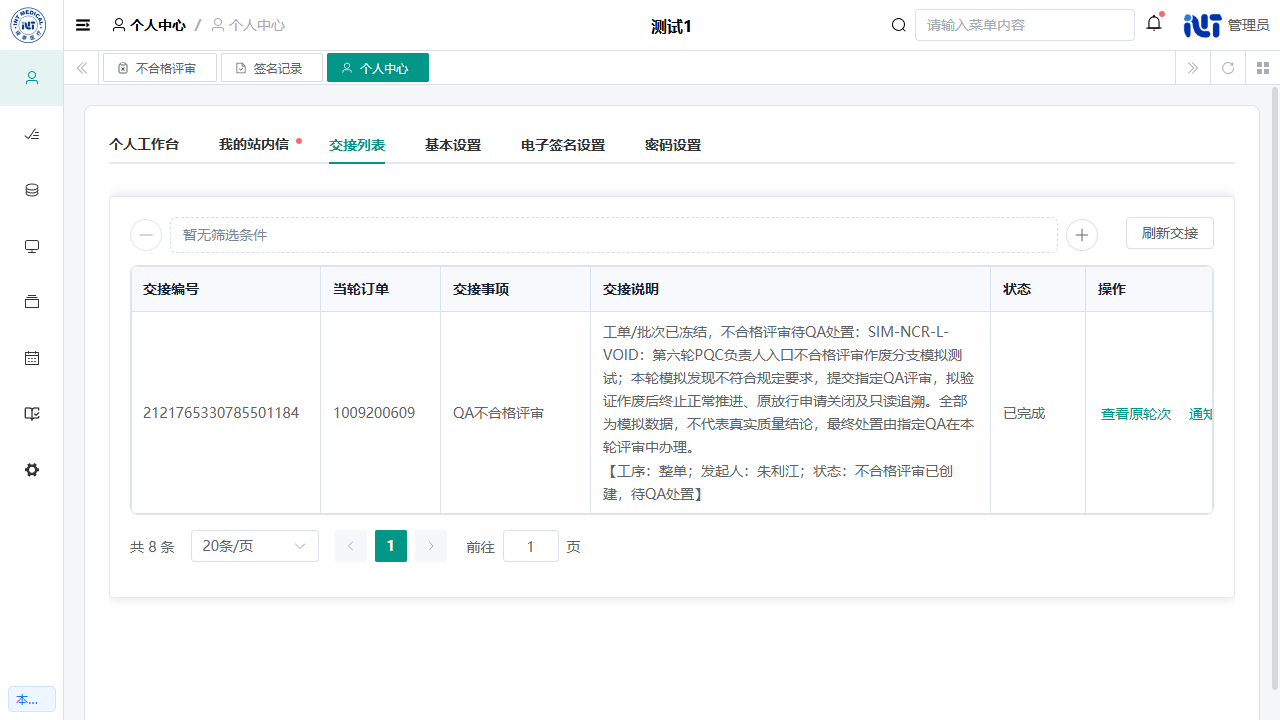 个人中心 / 个人中心
测试1
请输入菜单内容
管理员
不合格评审
签名记录
个人中心
个人工作台
我的站内信
交接列表
基本设置
电子签名设置
密码设置
暂无筛选条件
刷新交接
交接编号
当轮订单
交接事项
交接说明
状态
操作
2121765330785501184
1009200609
QA不合格评审
工单/批次已冻结，不合格评审待QA处置：SIM-NCR-L-
VOID：第六轮PQC负责人入口不合格评审作废分支模拟测
试；本轮模拟发现不符合规定要求，提交指定QA评审，拟验
证作废后终止正常推进、原放行申请关闭及只读追溯。全部
为模拟数据，不代表真实质量结论，最终处置由指定QA在本
轮评审中办理。
【工序：整单；发起人：朱利江；状态：不合格评审已创
建，待QA处置】
已完成
查看原轮次
通知
共 8 条
20条/页
1
前往
1
页
本...